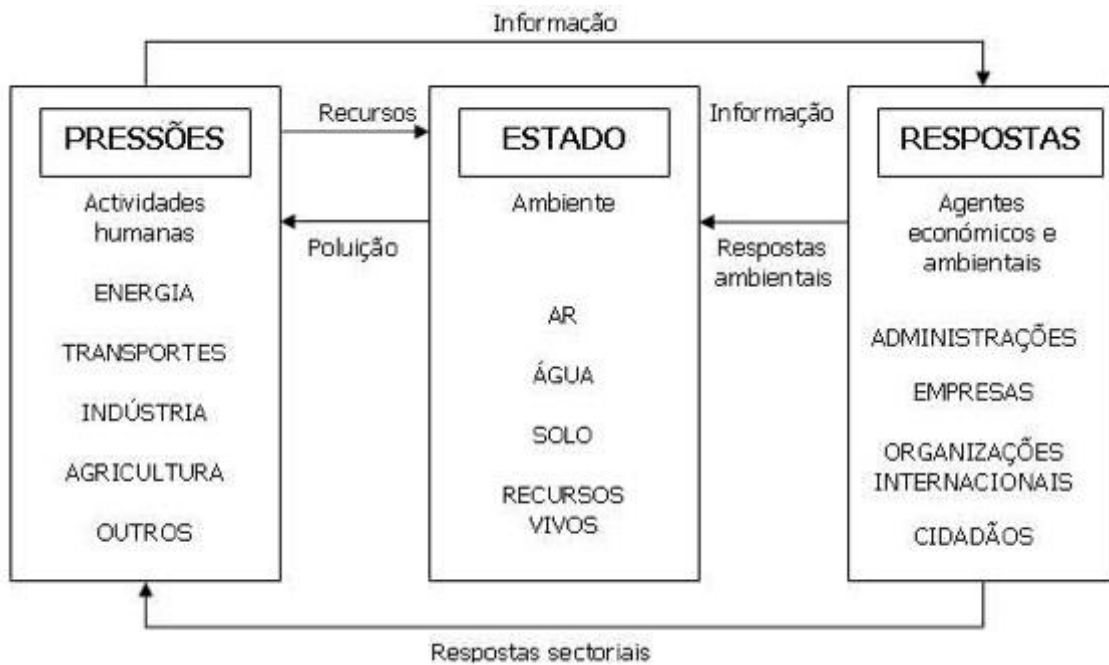 Informação
PRESSÕES
Actividades
humanas
ENERGIA
TRANSPORTES
INDÚSTRIA
AGRICULTURA
OUTROS
Recursos
Poluição
ESTADO
Ambiente
AR
ÁGUA
SOLO
RECURSOS
VIVOS
Informação
Respostas
ambientais
RESPOSTAS
Agentes
económicos e
ambientais
ADMINISTRAÇÕES
EMPRESAS
ORGANIZAÇÕES
INTERNACIONAIS
CIDADÃOS
Respostas sectoriais